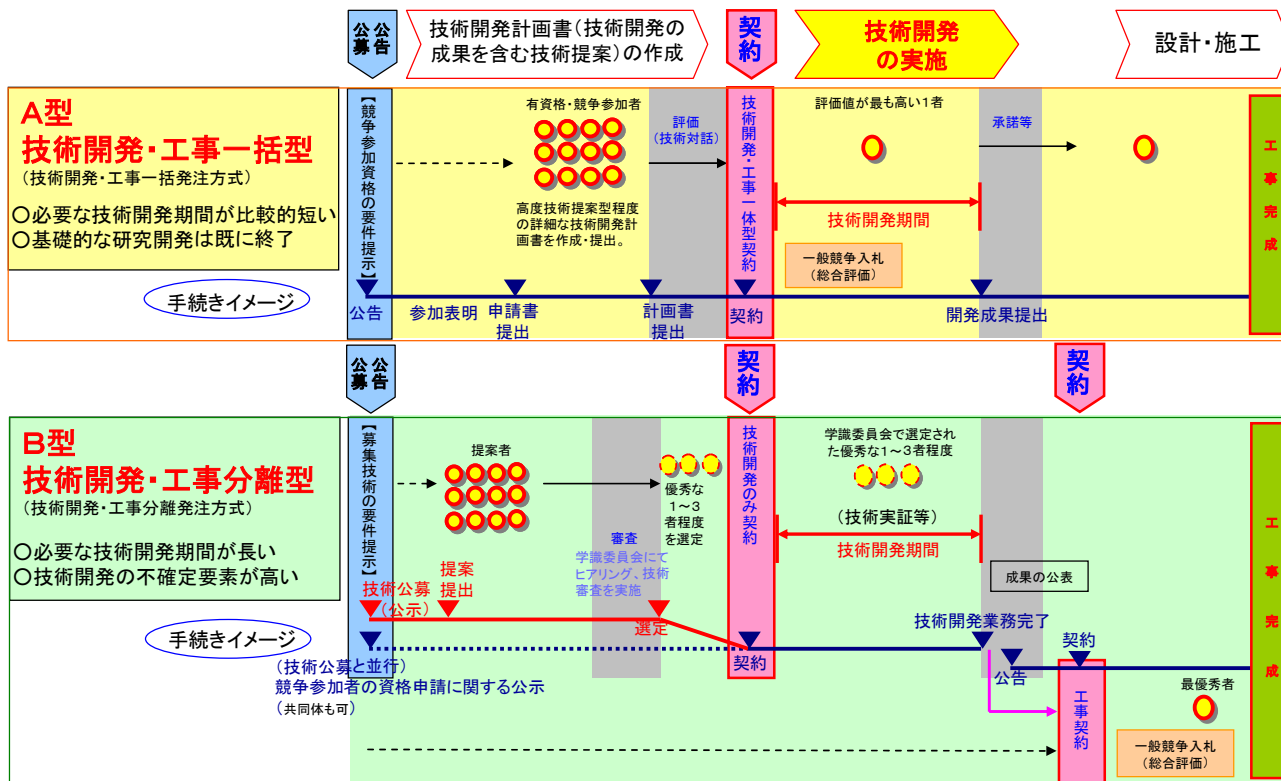 公告
公募
技術開発計画書(技術開発の
成果を含む技術提案)の作成
契約
技術開発
の実施
設計・施工
A型
技術開発・工事一括型
(技術開発・工事一括発注方式)
○必要な技術開発期間が比較的短い
○基礎的な研究開発は既に終了
手続きイメージ
【競争参加資格の要件提示】
有資格・競争参加者
高度技術提案型程度
の詳細な技術開発計
画書を作成・提出。
評価
(技術対話)
技術開発・工事一体型契約
評価値が最も高い1者
技術開発期間
一般競争入札
(総合評価)
承諾等
工事完成
公告
参加表明
申請書
提出
計画書
提出
契約
開発成果提出
公告
公募
契約
契約
B型
技術開発・工事分離型
(技術開発・工事分離発注方式)
○必要な技術開発期間が長い
○技術開発の不確定要素が高い
手続きイメージ
【募集技術の要件提示】
提案者
優秀な
1~3
者程度
を選定
審査
学識委員会にて
ヒアリング、技術
審査を実施
技術開発のみ契約
学識委員会で選定され
た優秀な1~3者程度
(技術実証等)
技術開発期間
成果の公表
工事完成
技術公募
(公示)
提案
提出
選定
契約
技術開発業務完了
公告
契約
(技術公募と並行)
競争参加者の資格申請に関する公示
(共同体も可)
工事契約
最優秀者
一般競争入札
(総合評価)